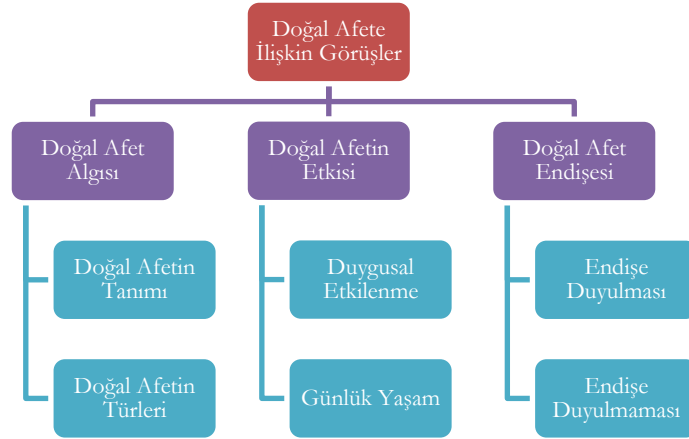 Doğal Afete
İlişkin Görüşler
Doğal Afet
Algısı
Doğal Afetin
Etkisi
Doğal Afet
Endişesi
Doğal Afetin
Tanımı
Duygusal
Etkilenme
Endişe
Duyulması
Doğal Afetin
Türleri
Günlük Yaşam
Endişe
Duyulmaması